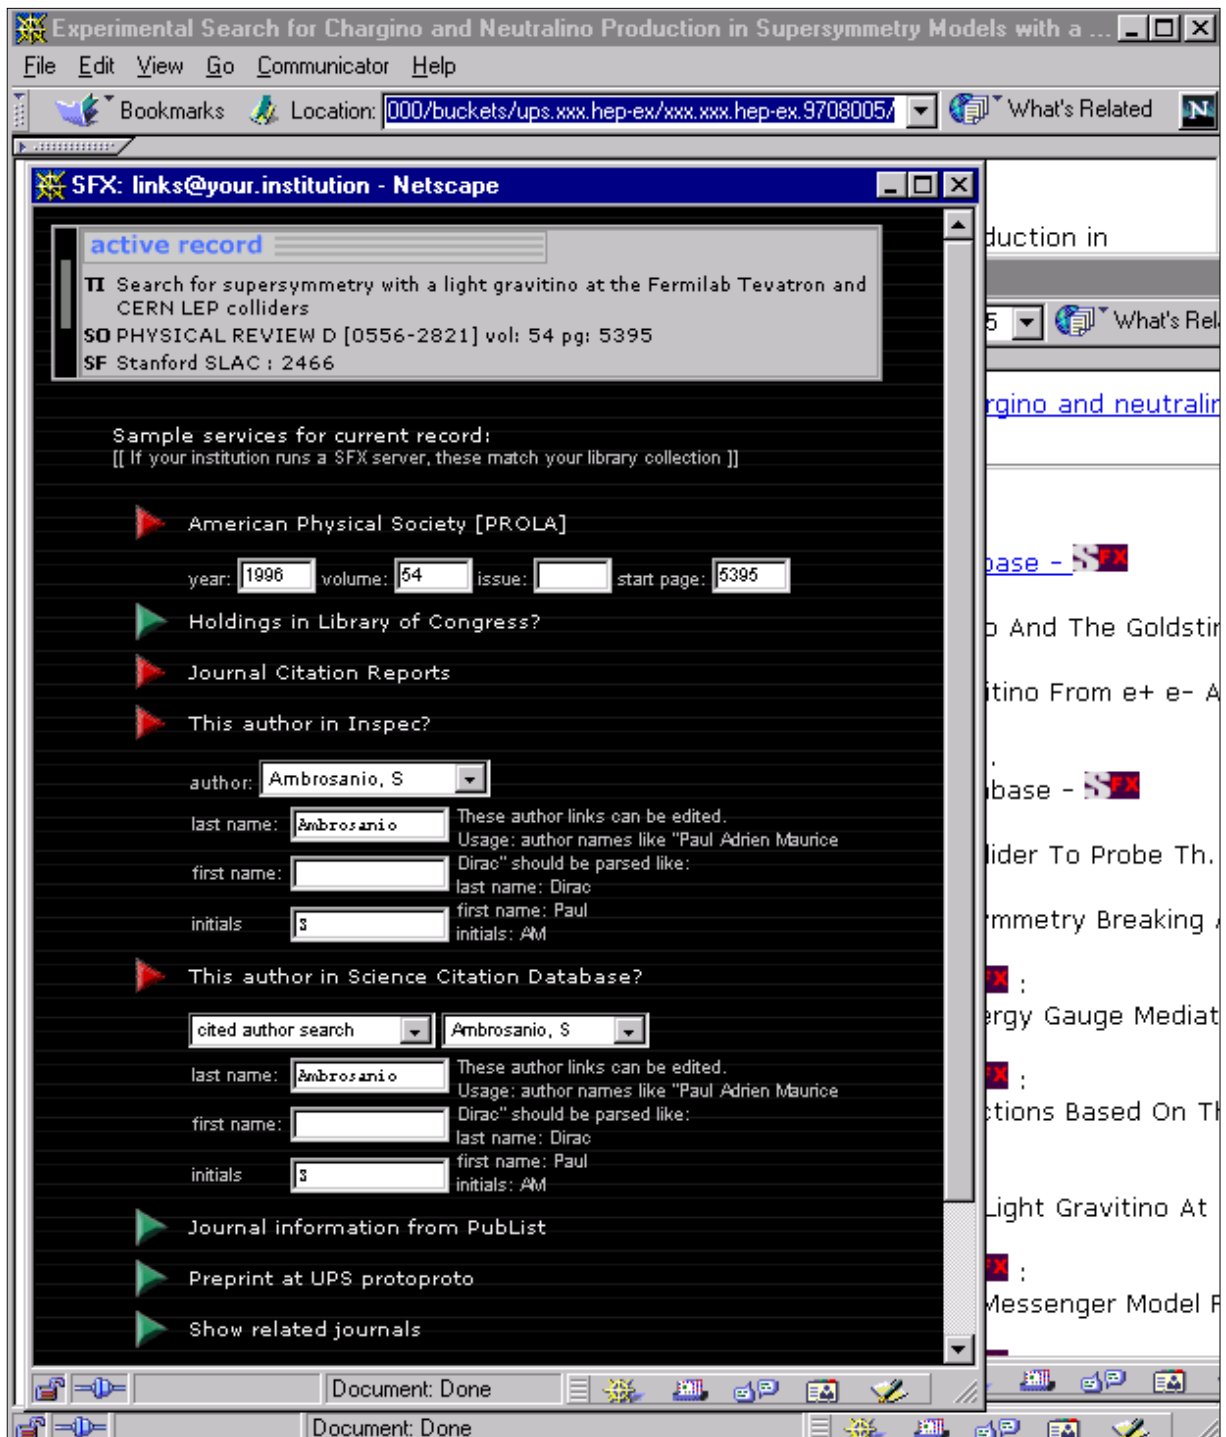 Experimental Search for Chargino and Neutralino Production in Supersymmetry Models with a ...
File Edit View Go Communicator Help
Bookmarks Location: 000/buckets/ups.xxx.hep-ex/xxx.xxx.hep-ex.9708005/ What's Related N
SFX: links@your.institution - Netscape
duction in
active record
TI Search for supersymmetry with a light gravitino at the Fermilab Tevatron and
CERN LEP colliders
SO PHYSICAL REVIEW D [0556-2821] vol: 54 pg: 5395
SF Stanford SLAC : 2466
5 What's Rel
rgino and neutralin
Sample services for current record:
[[ If your institution runs a SFX server, these match your library collection ]]
American Physical Society [PROLA]
year: 1996 volume: 54 issue: start page: 5395
base - SFX
Holdings in Library of Congress?
o And The Goldstin
Journal Citation Reports
itino From e+ e- A
This author in Inspec?
.
author: Ambrosanio, S
abase - SFX
last name: Ambrosanio
These author links can be edited.
Usage: author names like "Paul Adrien Maurice
Dirac" should be parsed like:
last name: Dirac
first name: Paul
initials: AM
first name:
initials S
lider To Probe Th.
mmetry Breaking
This author in Science Citation Database?
FX :
ergy Gauge Mediat
cited author search Ambrosanio, S
last name: Ambrosanio
These author links can be edited.
Usage: author names like "Paul Adrien Maurice
Dirac" should be parsed like:
last name: Dirac
first name: Paul
initials: AM
first name:
initials S
FX :
ctions Based On Th
Light Gravitino At
Journal information from PubList
FX :
Preprint at UPS protoproto
Messenger Model F
Show related journals
Document: Done
Document: Done